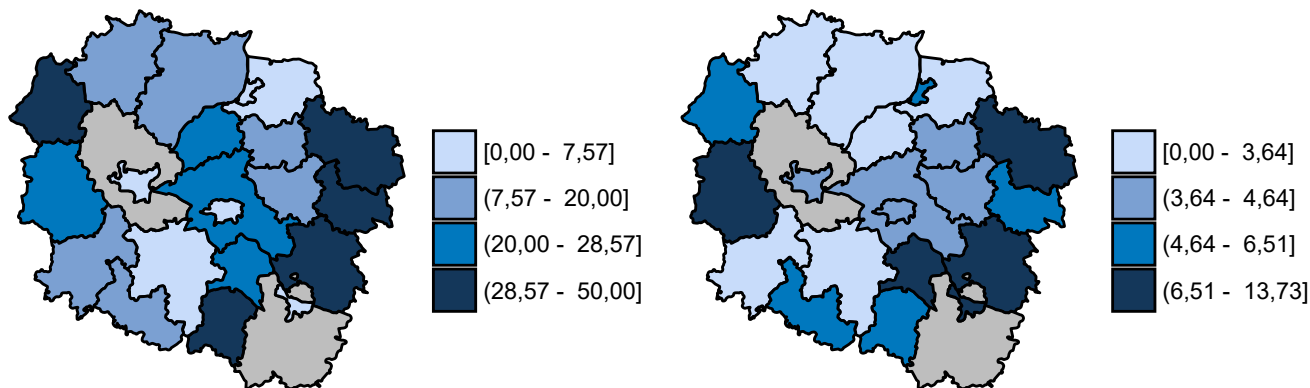 [0,00 - 7,57]
(7,57 - 20,00]
(20,00 - 28,57]
(28,57 - 50,00]
[0,00 - 3,64]
(3,64 - 4,64]
(4,64 - 6,51]
(6,51 - 13,73]